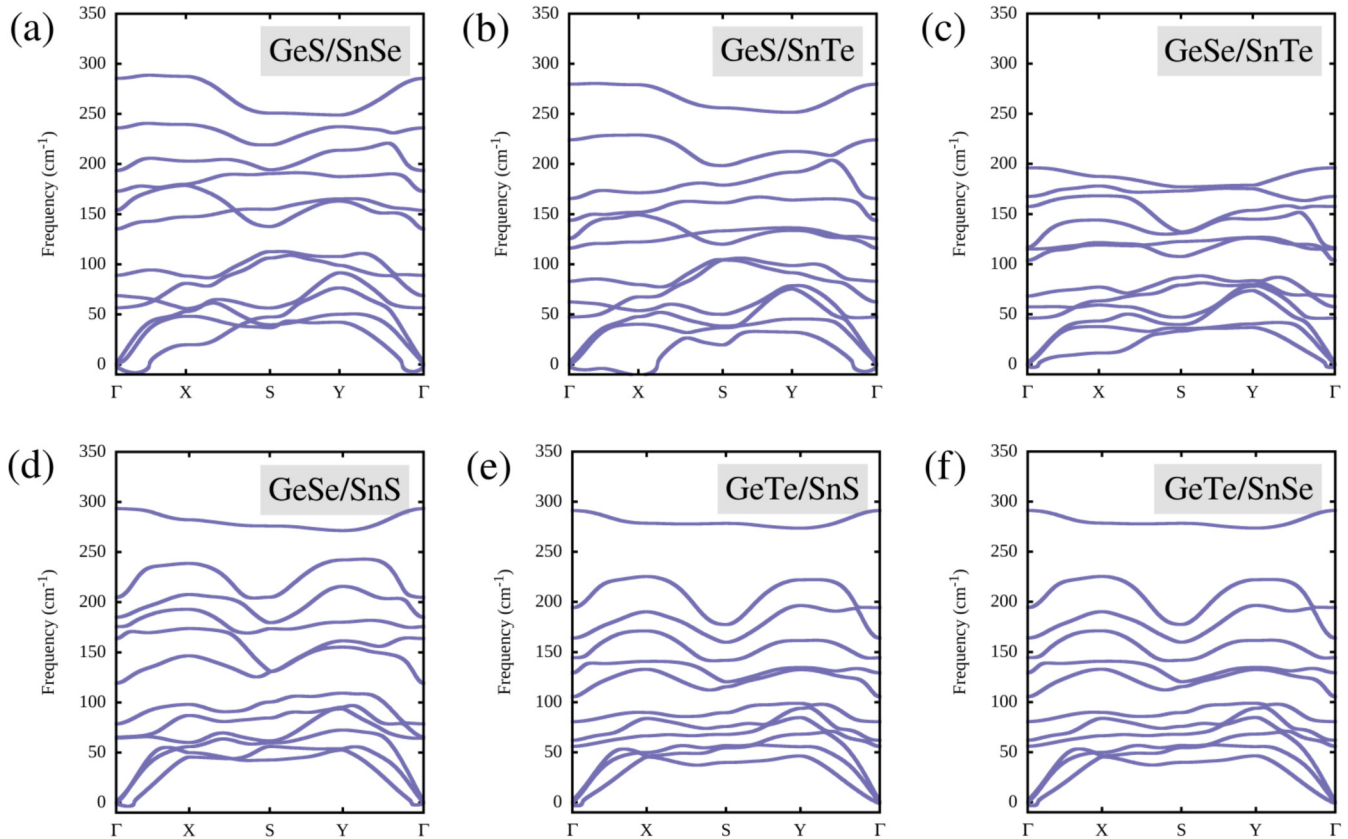 (a)
GeS/SnSe
Frequency (cm⁻¹)
350
300
250
200
150
100
50
0
Γ X S Y Γ
(b)
GeS/SnTe
Frequency (cm⁻¹)
350
300
250
200
150
100
50
0
Γ X S Y Γ
(c)
GeSe/SnTe
Frequency (cm⁻¹)
350
300
250
200
150
100
50
0
Γ X S Y Γ
(d)
GeSe/SnS
Frequency (cm⁻¹)
350
300
250
200
150
100
50
0
Γ X S Y Γ
(e)
GeTe/SnS
Frequency (cm⁻¹)
350
300
250
200
150
100
50
0
Γ X S Y Γ
(f)
GeTe/SnSe
Frequency (cm⁻¹)
350
300
250
200
150
100
50
0
Γ X S Y Γ